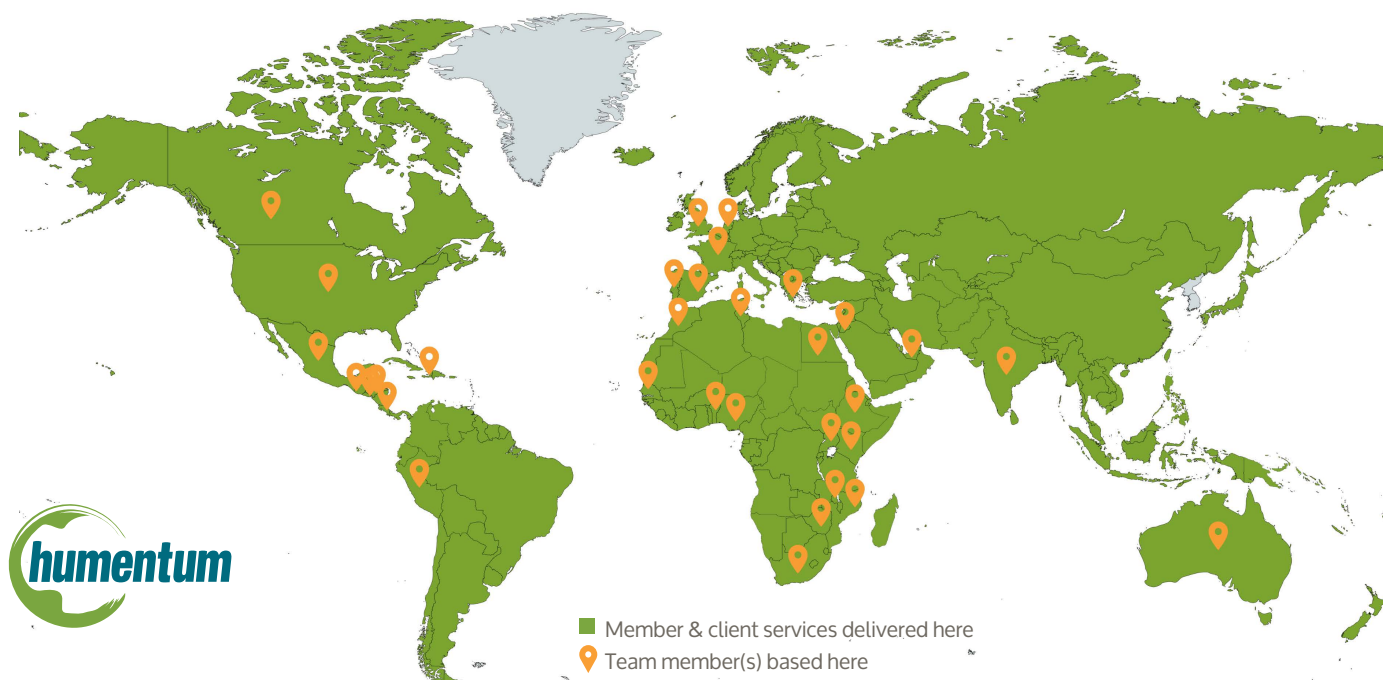 humentum
Member & client services delivered here
Team member(s) based here